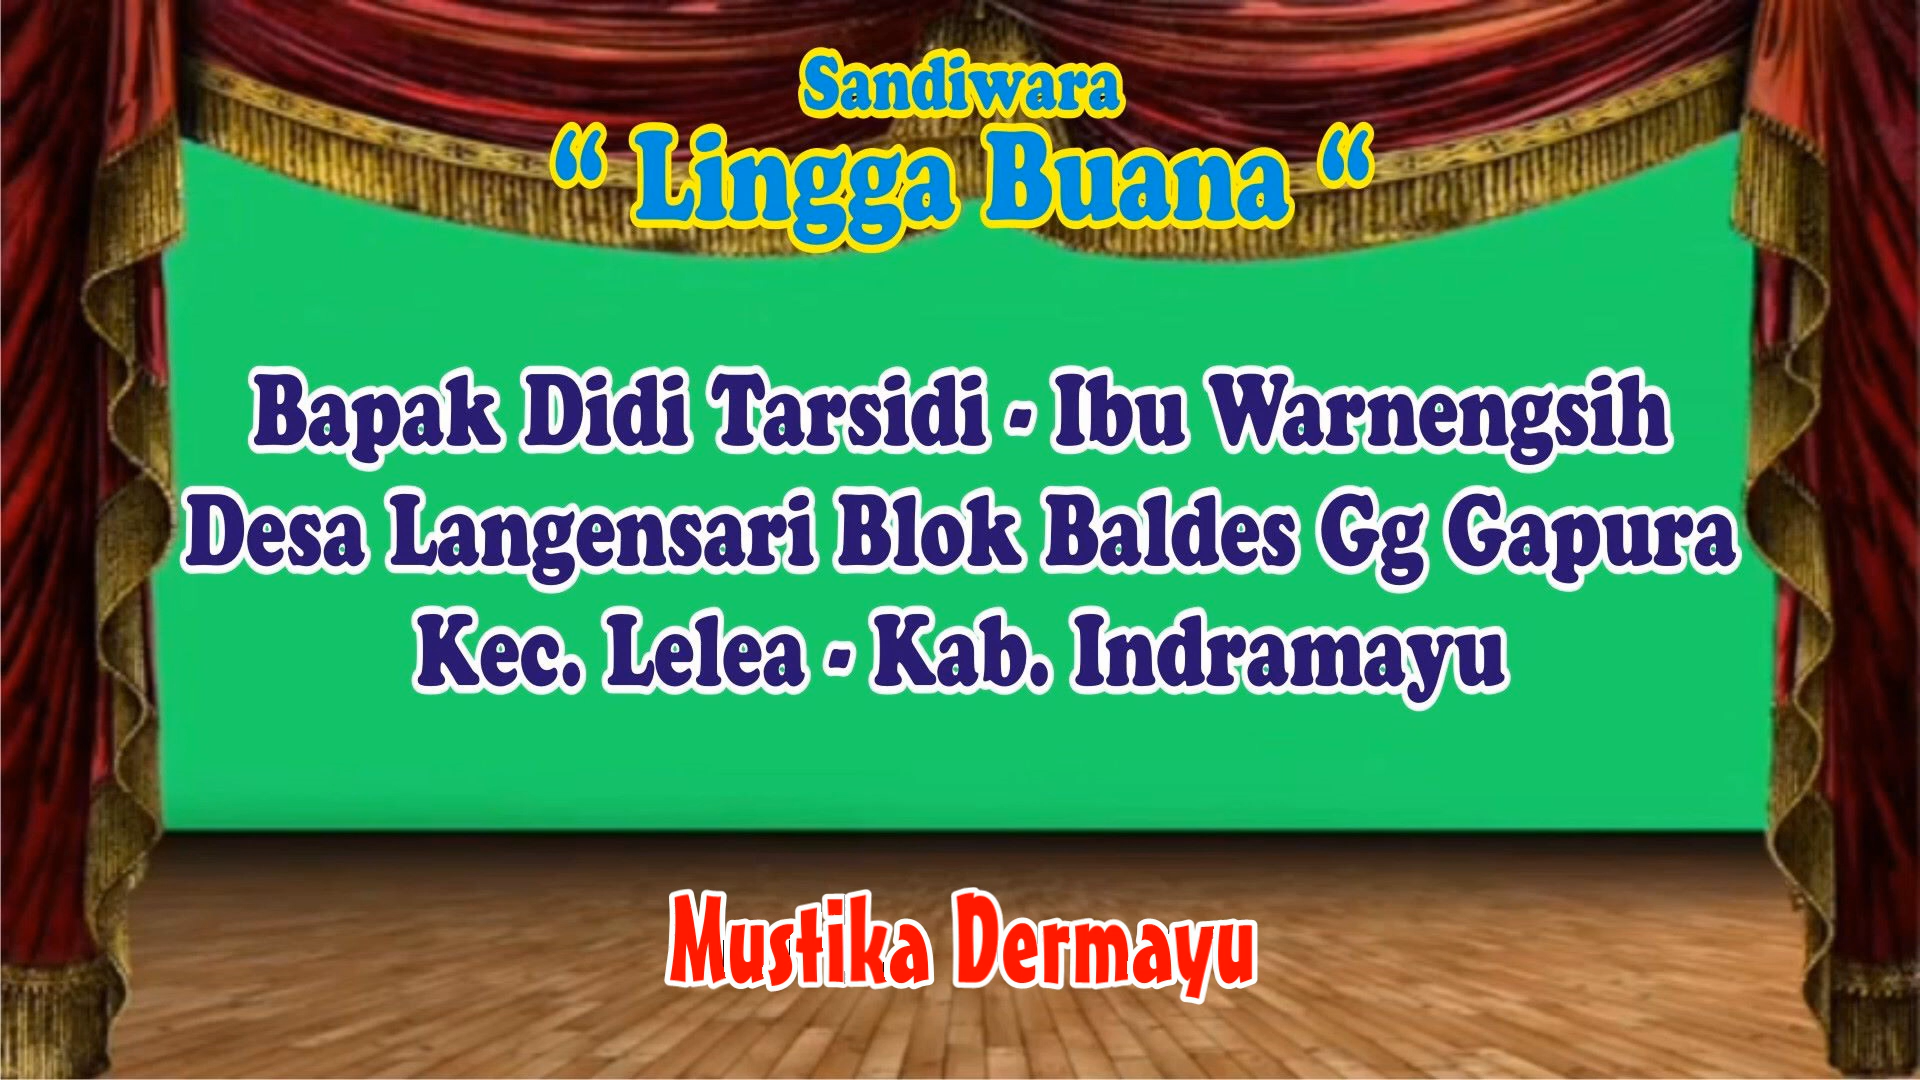 Sandiwara
“ Lingga Buana “
Bapak Didi Tarsidi - Ibu Warnengsih
Desa Langensari Blok Baldes Gg Gapura
Kec. Lelea - Kab. Indramayu
Mustika Dermayu